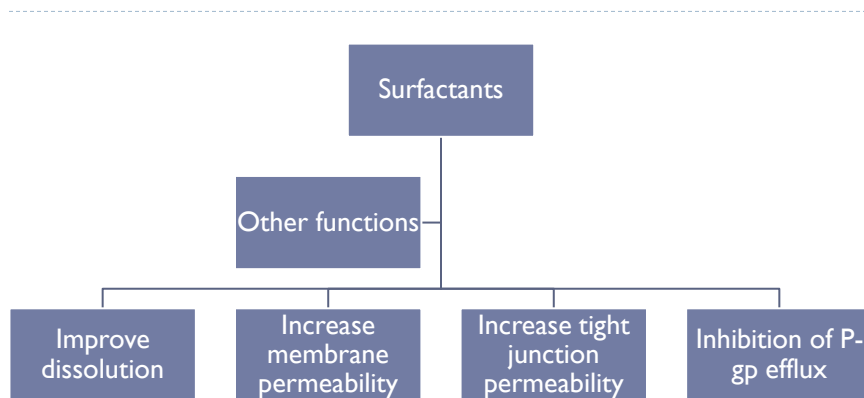 Surfactants
Other functions
Improve
dissolution
Increase
membrane
permeability
Increase tight
junction
permeability
Inhibition of P-
gp efflux